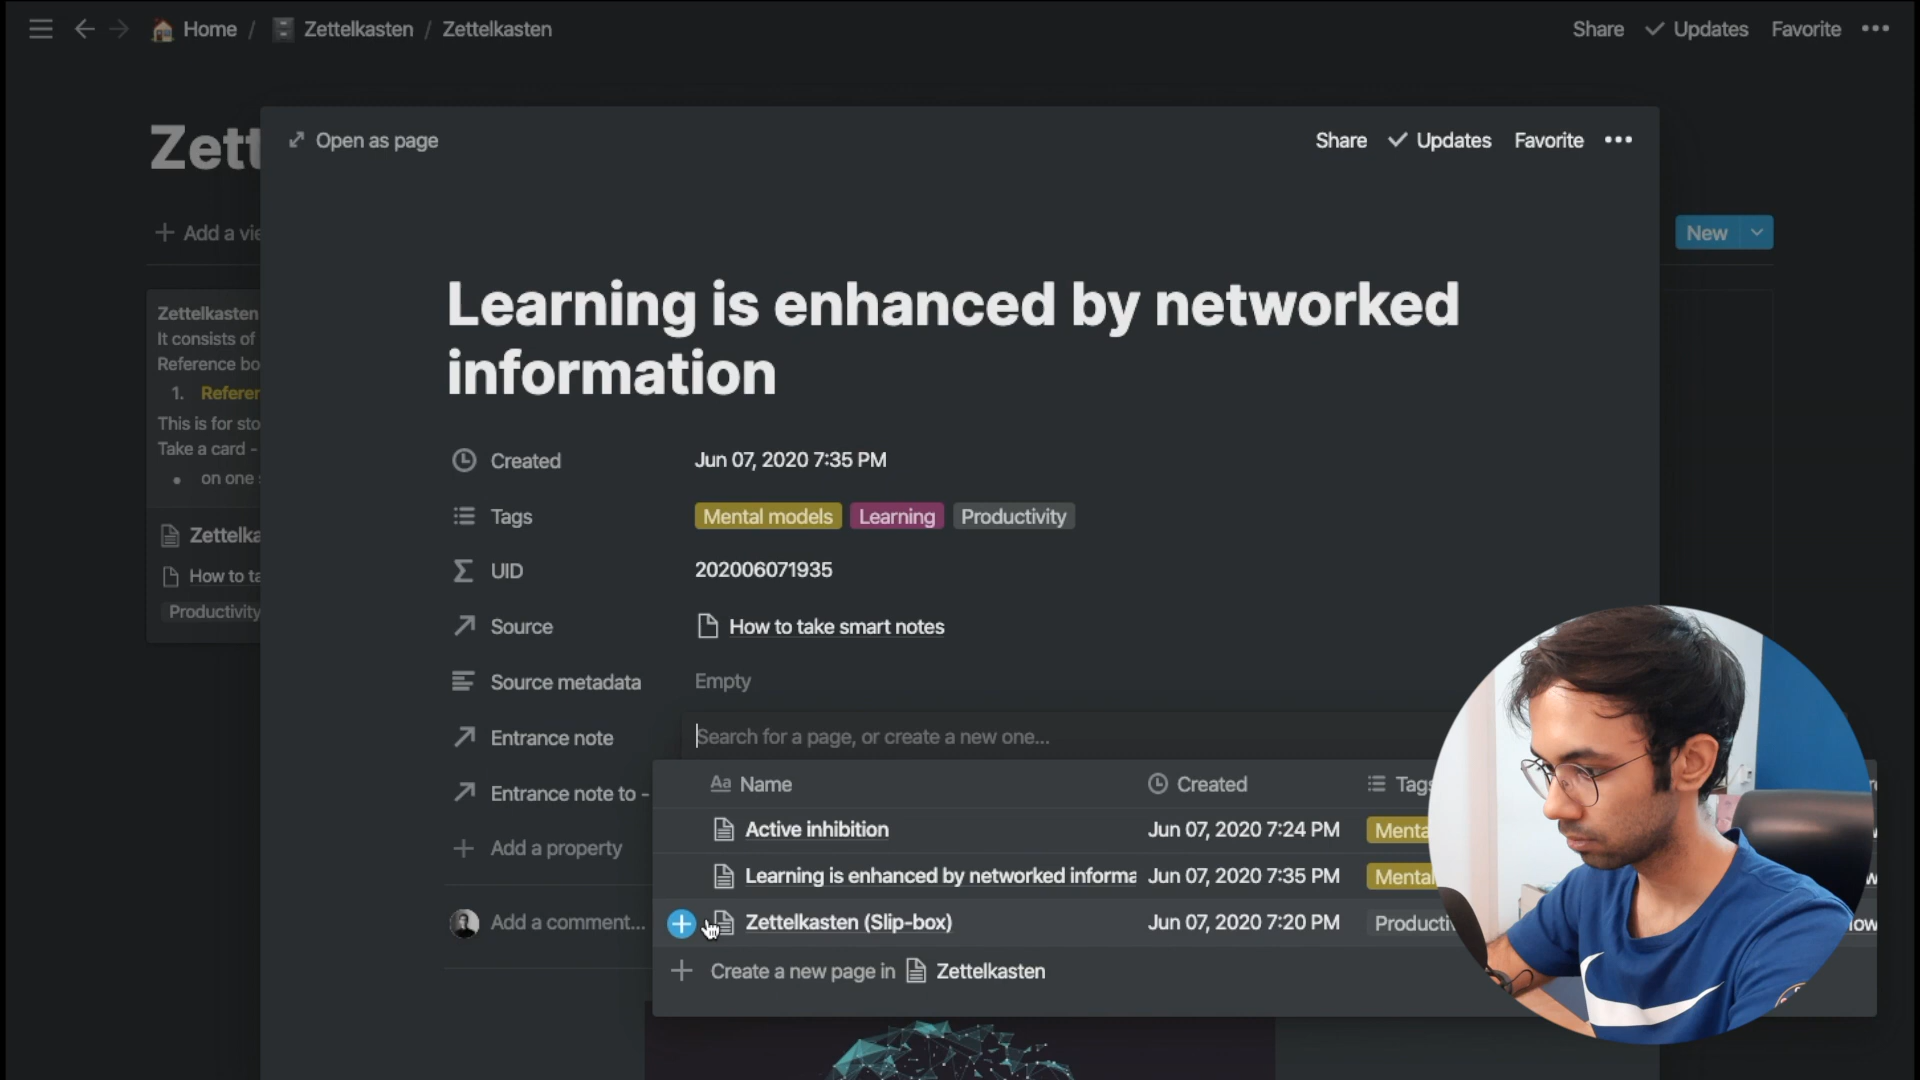 Home / Zettelkasten / Zettelkasten
Share Updates Favorite
Zett
Add a vie
New
Zettelkasten
It consists of
Reference bo
1. Referer
This is for sto
Take a card -
on one
Zettelka
How to ta
Productivity
Open as page
Share Updates Favorite
Learning is enhanced by networked
information
Created Jun 07, 2020 7:35 PM
Tags Mental models Learning Productivity
UID 202006071935
Source How to take smart notes
Source metadata Empty
Entrance note Search for a page, or create a new one...
Entrance note to -
Add a property
Add a comment...
Aa Name Created Tags
Active inhibition Jun 07, 2020 7:24 PM Menta
Learning is enhanced by networked informa Jun 07, 2020 7:35 PM Mental
Zettelkasten (Slip-box) Jun 07, 2020 7:20 PM Producti
Create a new page in Zettelkasten